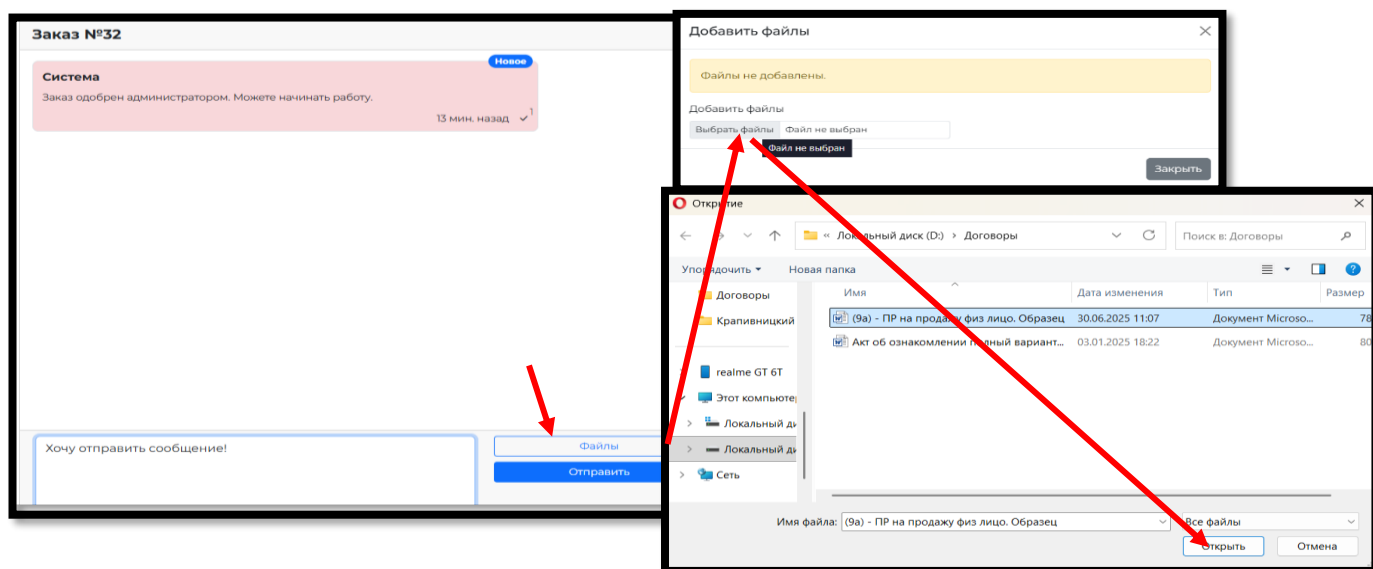 Заказ №32
Новое
Система
Заказ одобрен администратором. Можете начинать работу.
13 мин. назад 1
Хочу отправить сообщение!
Файлы
Отправить
Добавить файлы
Файлы не добавлены.
Добавить файлы
Выбрать файлы Файл не выбран
Файл не выбран
Закрыть
Открытие
« Локальный диск (D:) › Договоры
Поиск в: Договоры
Упорядочить Новая папка
Имя Дата изменения Тип Размер
Договоры
Крапивницкий
(9а) - ПР на продажу физ лицо. Образец 30.06.2025 11:07 Документ Microso... 78
Акт об ознакомлении полный вариант... 03.01.2025 18:22 Документ Microso... 80
realme GT 6T
Этот компьюте
Локальный ди
Локальный ди
Сеть
Имя файла: (9а) - ПР на продажу физ лицо. Образец Все файлы
Открыть Отмена